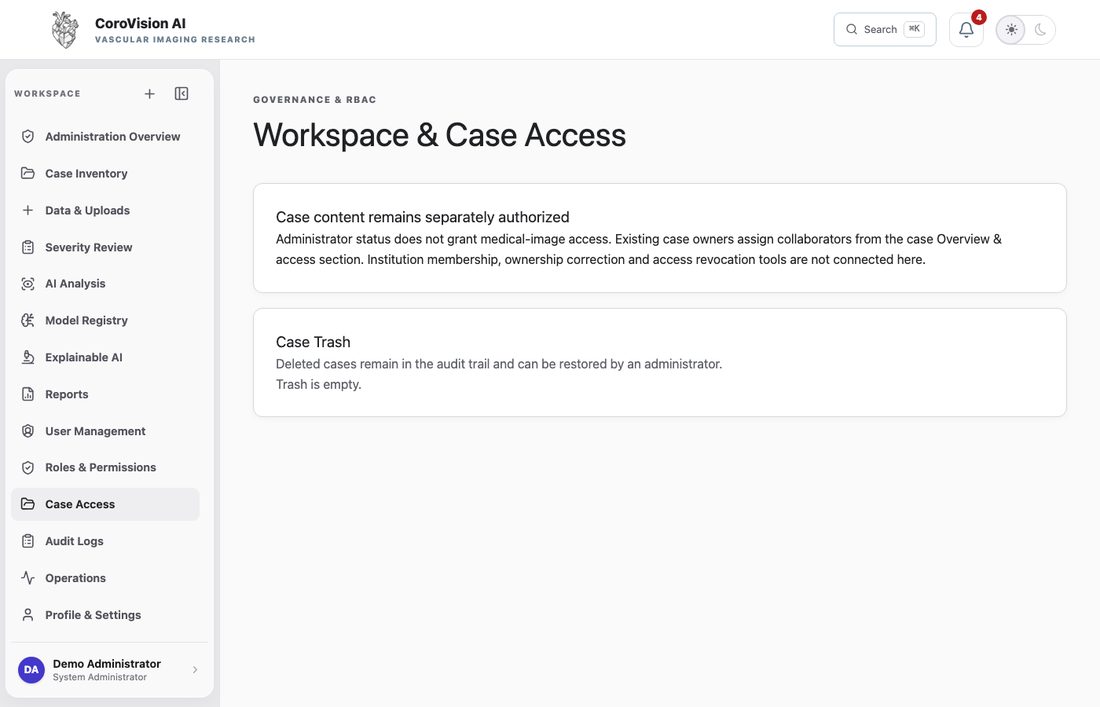 CoroVision AI
VASCULAR IMAGING RESEARCH
Search ⌘K
4
WORKSPACE
Administration Overview
Case Inventory
Data & Uploads
Severity Review
AI Analysis
Model Registry
Explainable AI
Reports
User Management
Roles & Permissions
Case Access
Audit Logs
Operations
Profile & Settings
DA
Demo Administrator
System Administrator
GOVERNANCE & RBAC
Workspace & Case Access
Case content remains separately authorized
Administrator status does not grant medical-image access. Existing case owners assign collaborators from the case Overview &
access section. Institution membership, ownership correction and access revocation tools are not connected here.
Case Trash
Deleted cases remain in the audit trail and can be restored by an administrator.
Trash is empty.